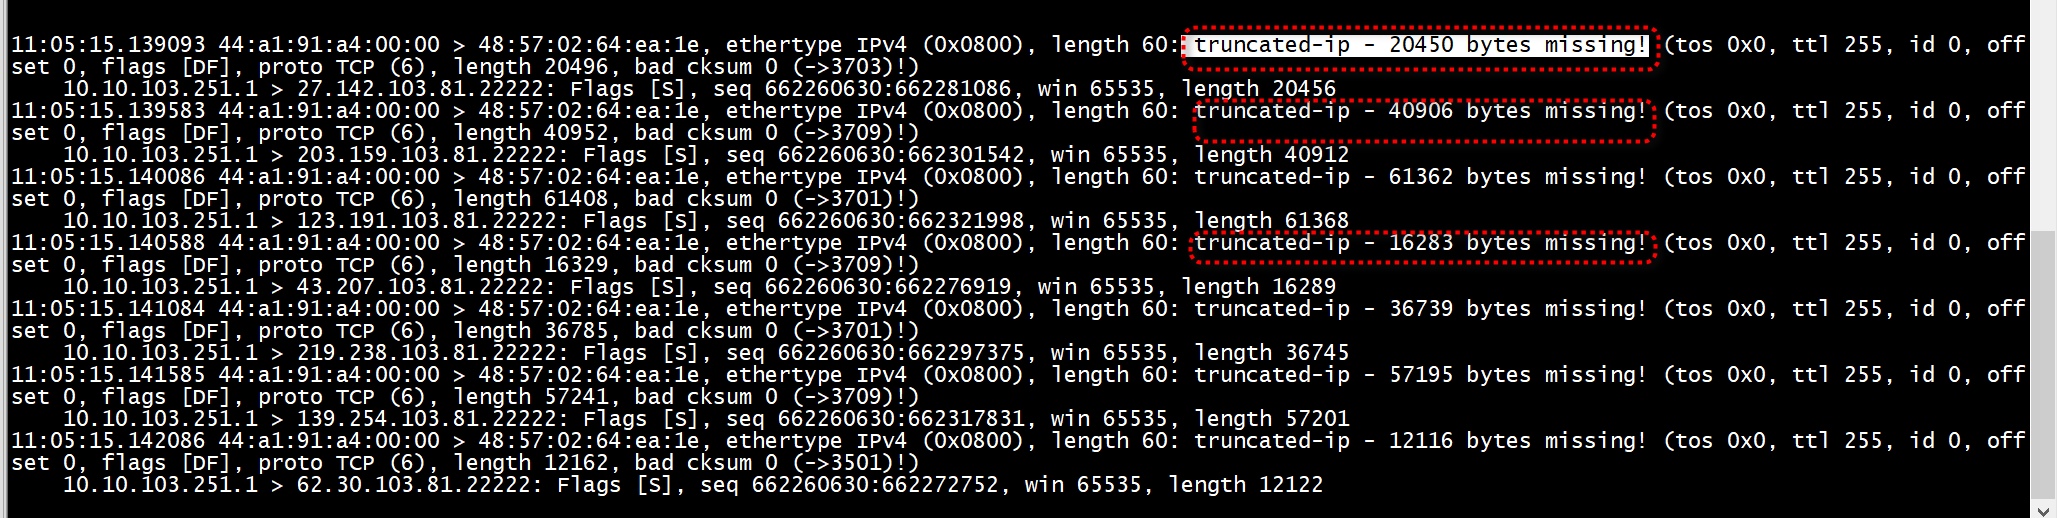 11:05:15.139093 44:a1:91:a4:00:00 > 48:57:02:64:ea:1e, ethertype IPv4 (0x0800), length 60: truncated-ip - 20450 bytes missing! (tos 0x0, ttl 255, id 0, off
set 0, flags [DF], proto TCP (6), length 20496, bad cksum 0 (->3703)!)
    10.10.103.251.1 > 27.142.103.81.22222: Flags [S], seq 662260630:662281086, win 65535, length 20456
11:05:15.139583 44:a1:91:a4:00:00 > 48:57:02:64:ea:1e, ethertype IPv4 (0x0800), length 60: truncated-ip - 40906 bytes missing! (tos 0x0, ttl 255, id 0, off
set 0, flags [DF], proto TCP (6), length 40952, bad cksum 0 (->3709)!)
    10.10.103.251.1 > 203.159.103.81.22222: Flags [S], seq 662260630:662301542, win 65535, length 40912
11:05:15.140086 44:a1:91:a4:00:00 > 48:57:02:64:ea:1e, ethertype IPv4 (0x0800), length 60: truncated-ip - 61362 bytes missing! (tos 0x0, ttl 255, id 0, off
set 0, flags [DF], proto TCP (6), length 61408, bad cksum 0 (->3701)!)
    10.10.103.251.1 > 123.191.103.81.22222: Flags [S], seq 662260630:662321998, win 65535, length 61368
11:05:15.140588 44:a1:91:a4:00:00 > 48:57:02:64:ea:1e, ethertype IPv4 (0x0800), length 60: truncated-ip - 16283 bytes missing! (tos 0x0, ttl 255, id 0, off
set 0, flags [DF], proto TCP (6), length 16329, bad cksum 0 (->3709)!)
    10.10.103.251.1 > 43.207.103.81.22222: Flags [S], seq 662260630:662276919, win 65535, length 16289
11:05:15.141084 44:a1:91:a4:00:00 > 48:57:02:64:ea:1e, ethertype IPv4 (0x0800), length 60: truncated-ip - 36739 bytes missing! (tos 0x0, ttl 255, id 0, off
set 0, flags [DF], proto TCP (6), length 36785, bad cksum 0 (->3701)!)
    10.10.103.251.1 > 219.238.103.81.22222: Flags [S], seq 662260630:662297375, win 65535, length 36745
11:05:15.141585 44:a1:91:a4:00:00 > 48:57:02:64:ea:1e, ethertype IPv4 (0x0800), length 60: truncated-ip - 57195 bytes missing! (tos 0x0, ttl 255, id 0, off
set 0, flags [DF], proto TCP (6), length 57241, bad cksum 0 (->3709)!)
    10.10.103.251.1 > 139.254.103.81.22222: Flags [S], seq 662260630:662317831, win 65535, length 57201
11:05:15.142086 44:a1:91:a4:00:00 > 48:57:02:64:ea:1e, ethertype IPv4 (0x0800), length 60: truncated-ip - 12116 bytes missing! (tos 0x0, ttl 255, id 0, off
set 0, flags [DF], proto TCP (6), length 12162, bad cksum 0 (->3501)!)
    10.10.103.251.1 > 62.30.103.81.22222: Flags [S], seq 662260630:662272752, win 65535, length 12122